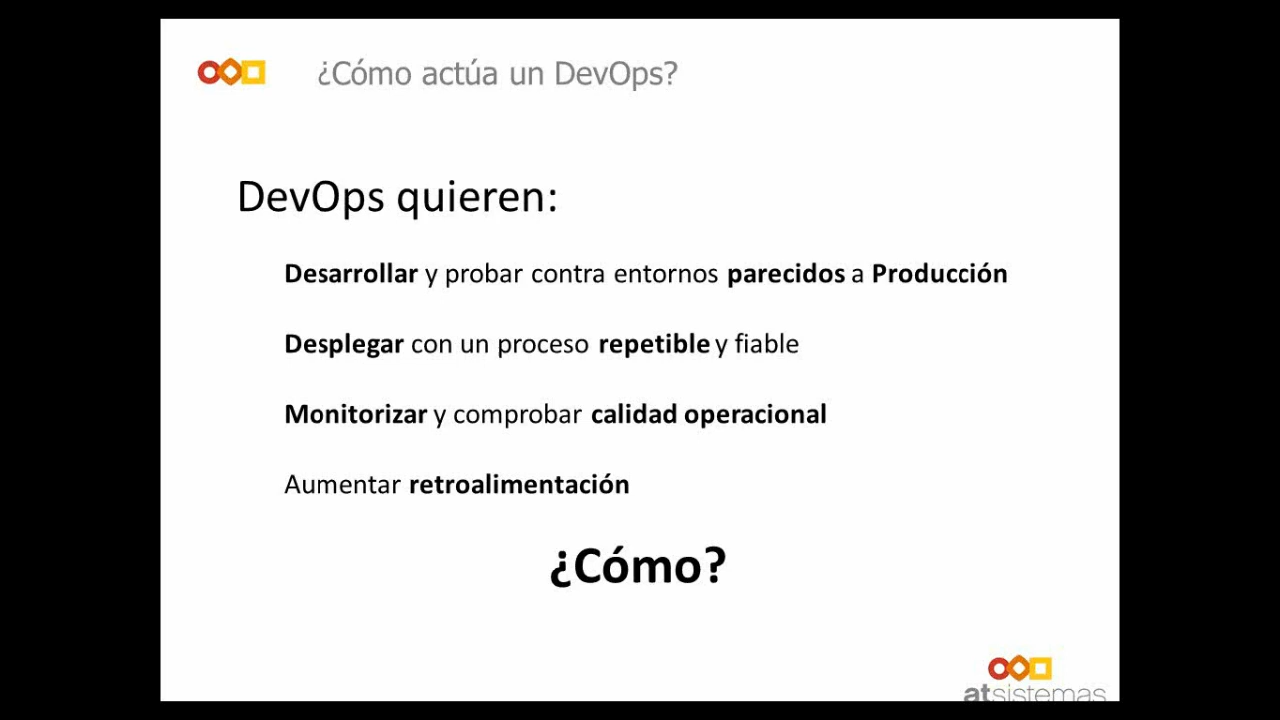 ¿Cómo actúa un DevOps?
DevOps quieren:
Desarrollar y probar contra entornos parecidos a Producción
Desplegar con un proceso repetible y fiable
Monitorizar y comprobar calidad operacional
Aumentar retroalimentación
¿Cómo?
atsistemas